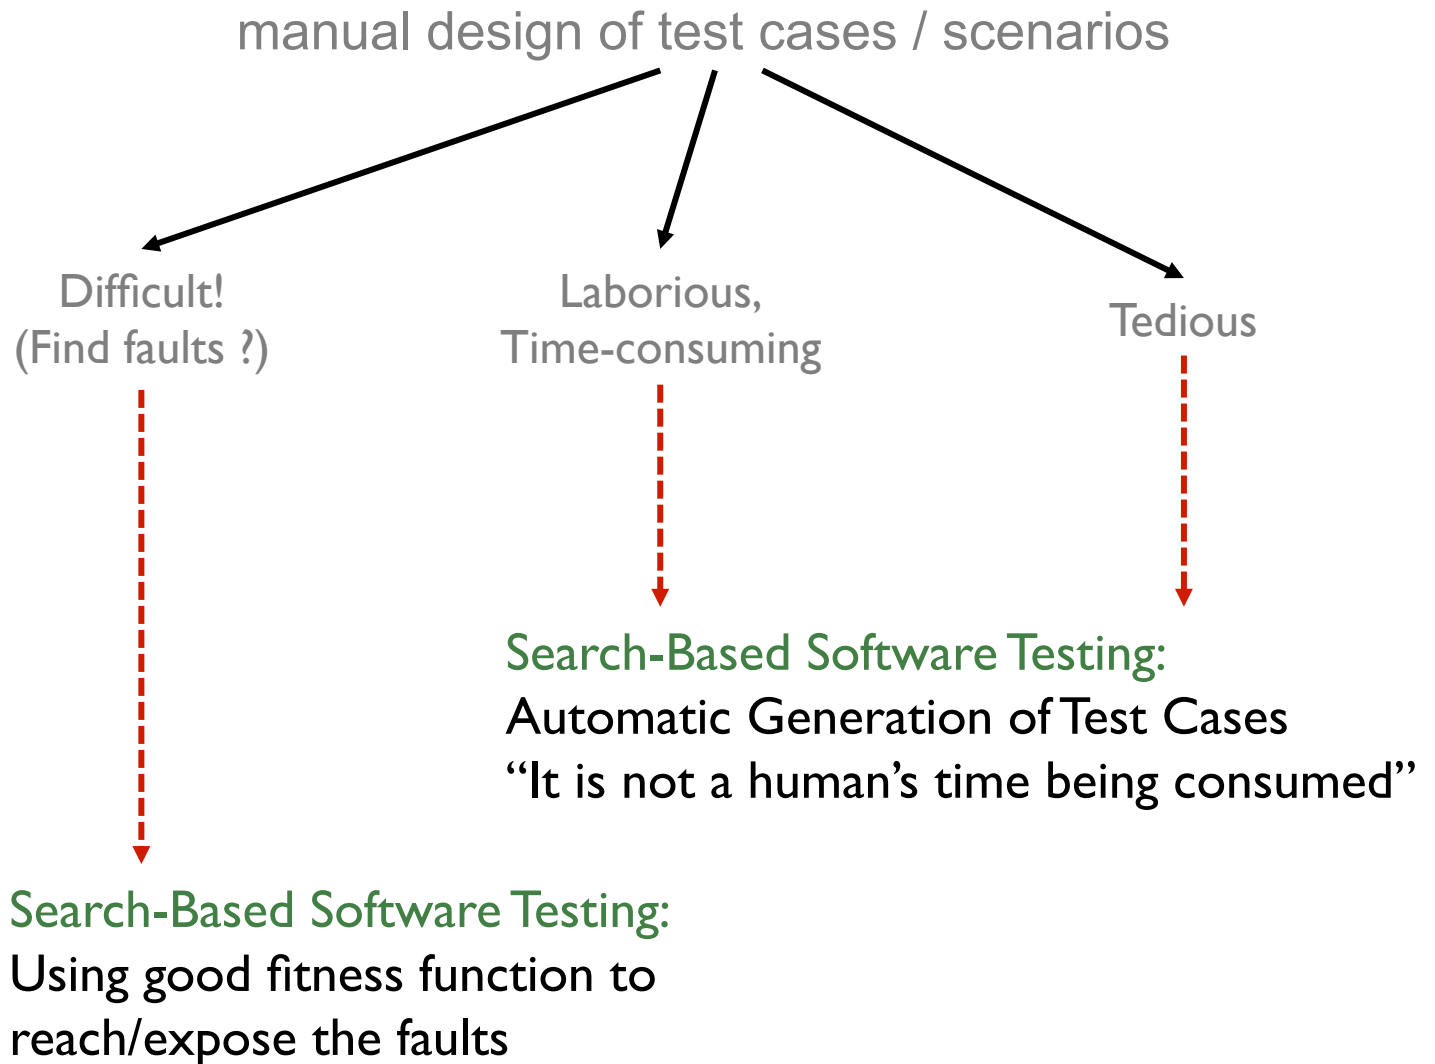 manual design of test cases / scenarios
Difficult!
(Find faults ?)
Laborious,
Time-consuming
Tedious
Search-Based Software Testing:
Automatic Generation of Test Cases
“It is not a human’s time being consumed”
Search-Based Software Testing:
Using good fitness function to
reach/expose the faults